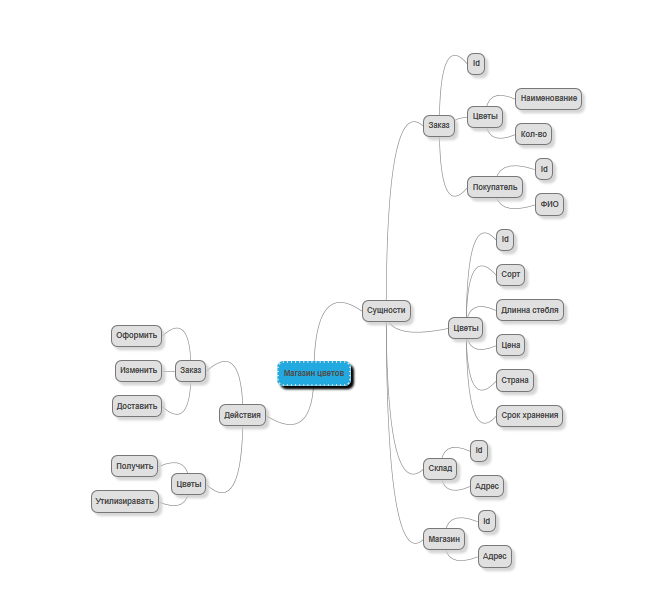 Магазин цветов
Сущности
Заказ
Id
Цветы
Наименование
Кол-во
Покупатель
Id
ФИО
Цветы
Id
Сорт
Длинна стебля
Цена
Страна
Срок хранения
Склад
Id
Адрес
Магазин
Id
Адрес
Действия
Заказ
Оформить
Изменить
Доставить
Цветы
Получить
Утилизиравать